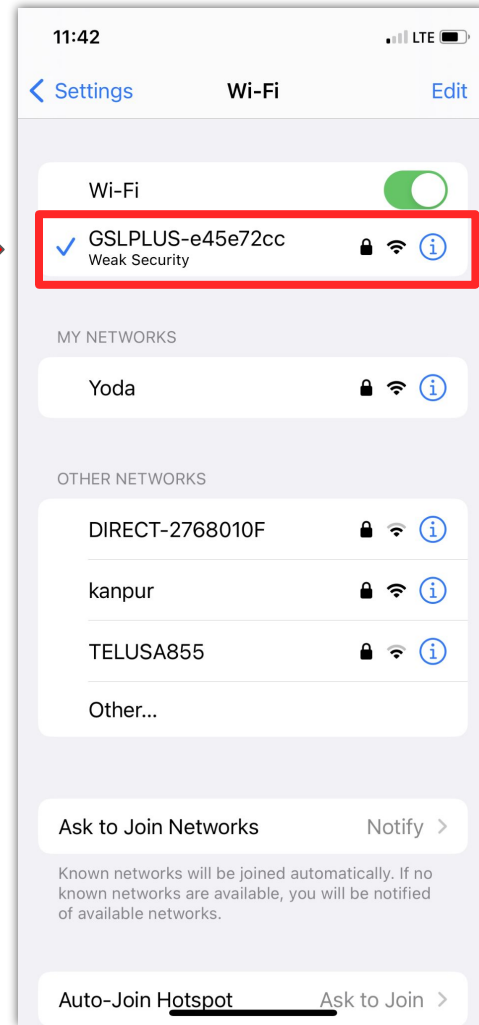 11:42
LTE
Settings
Wi-Fi
Edit
Wi-Fi
GSLPLUS-e45e72cc
Weak Security
MY NETWORKS
Yoda
OTHER NETWORKS
DIRECT-2768010F
kanpur
TELUSA855
Other...
Ask to Join Networks
Notify
Known networks will be joined automatically. If no
known networks are available, you will be notified
of available networks.
Auto-Join Hotspot
Ask to Join